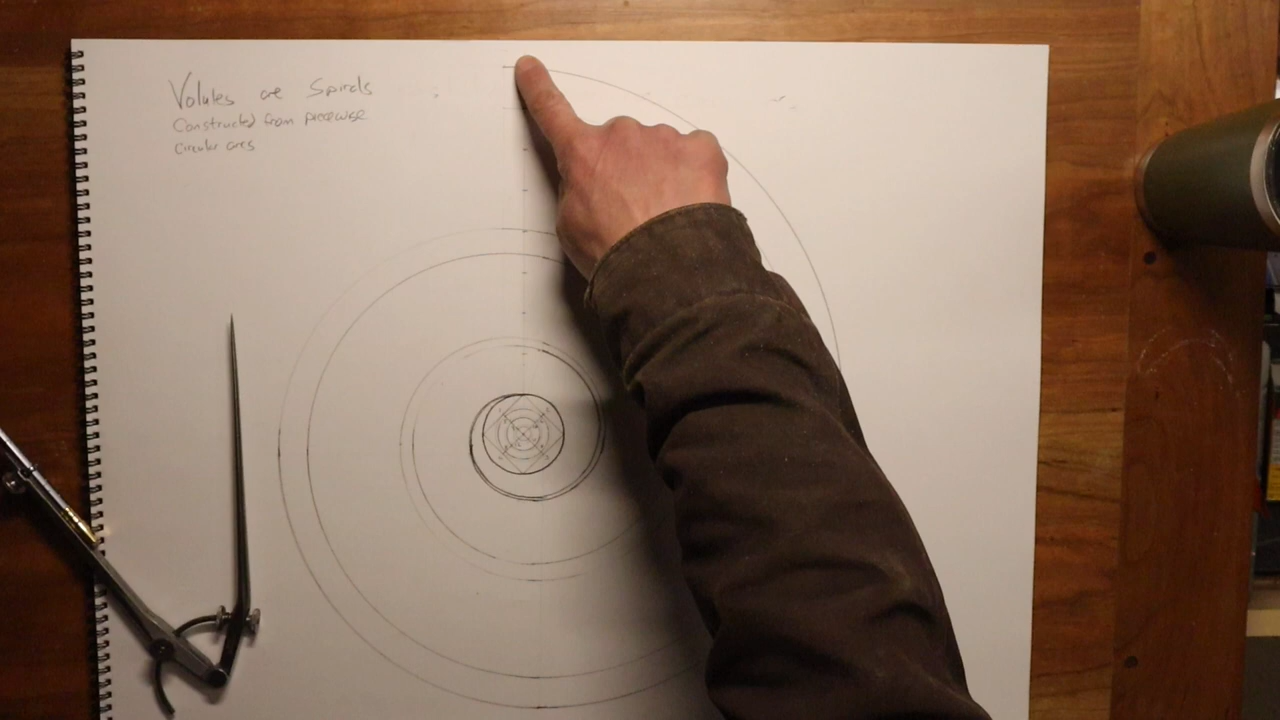 Volutes are Spirals
Constructed from piecewise
Circular arcs